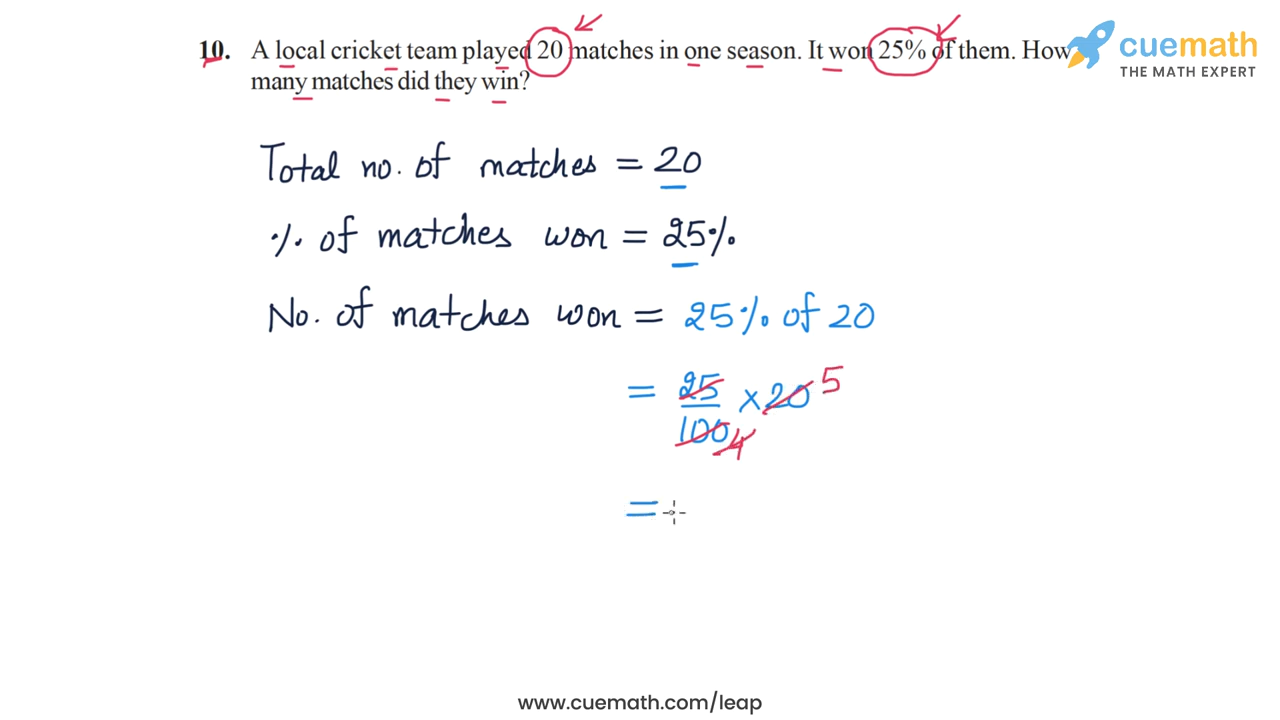 10. A local cricket team played 20 matches in one season. It won 25% of them. How
many matches did they win?
cuemath
THE MATH EXPERT
Total no. of matches = 20
% of matches won = 25%
No. of matches won = 25% of 20
= 25/100 4 × 20 5
=
www.cuemath.com/leap